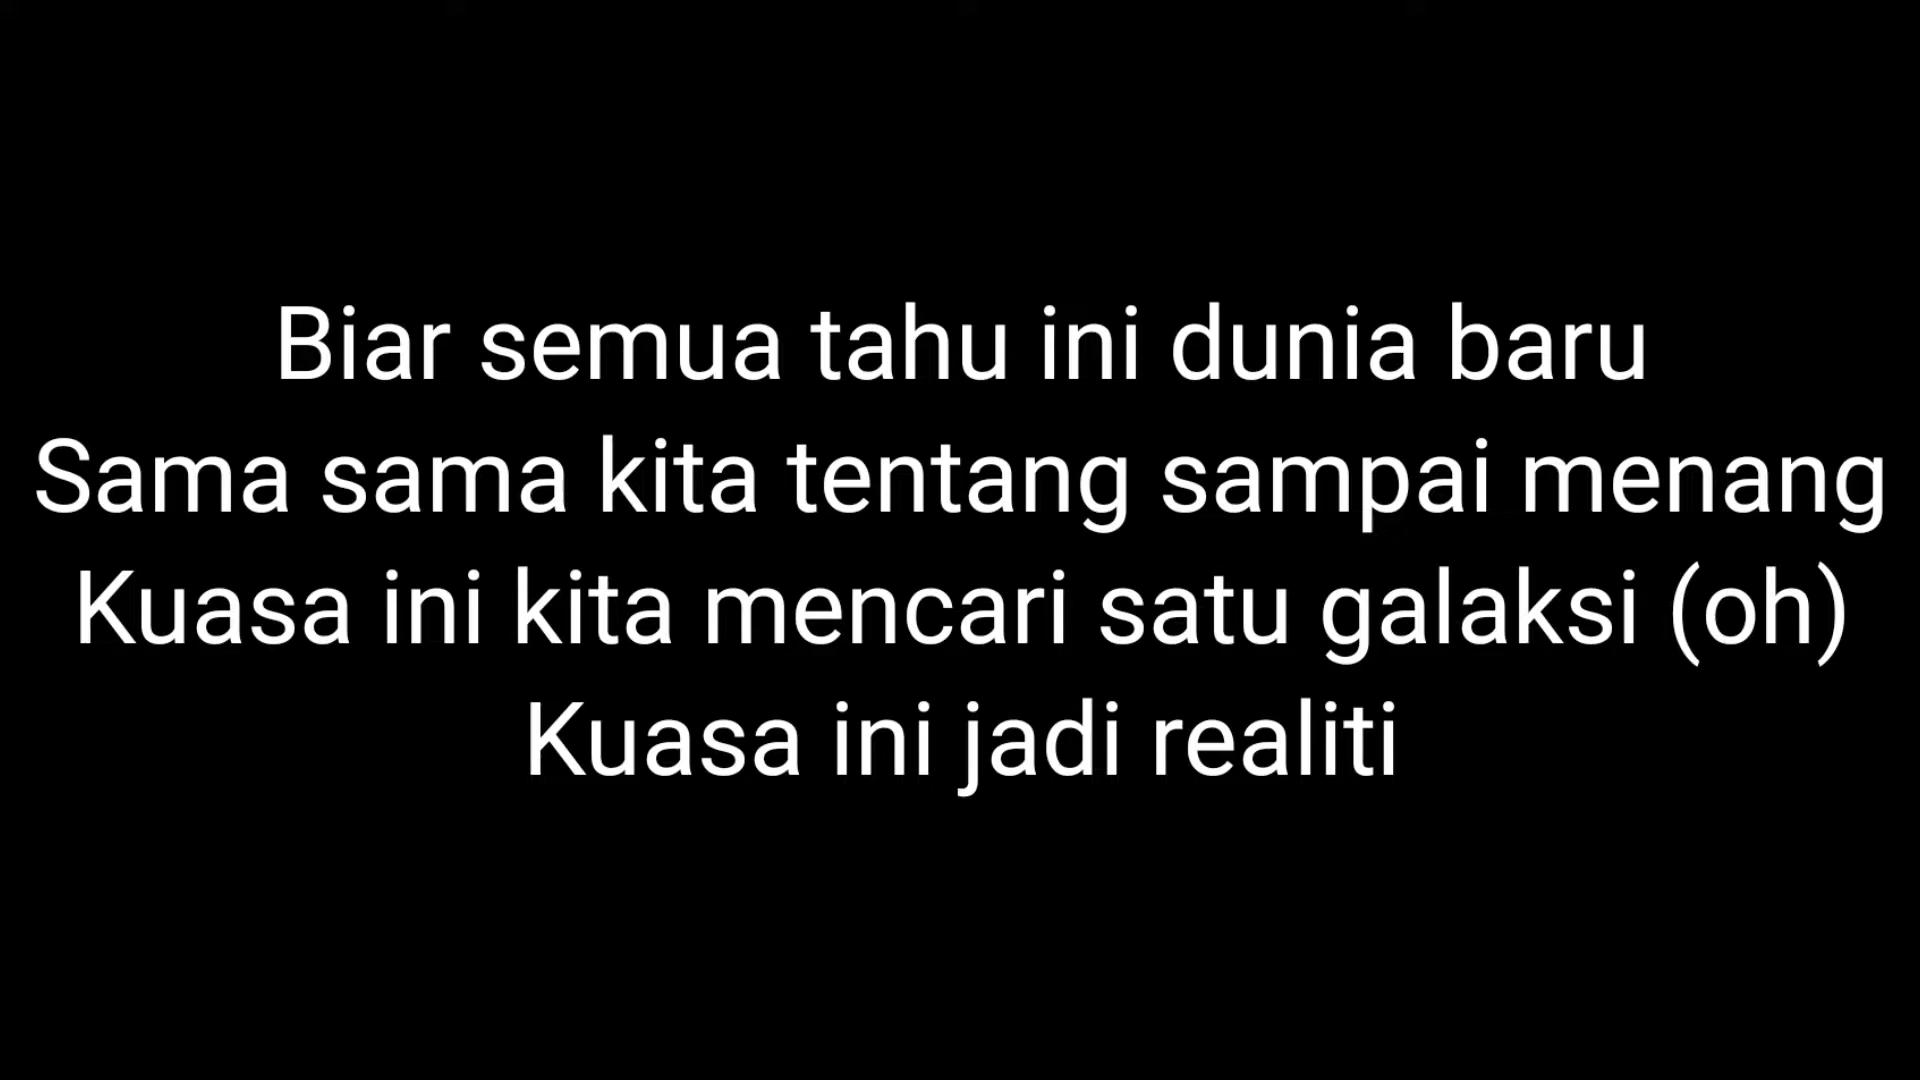 Biar semua tahu ini dunia baru
Sama sama kita tentang sampai menang
Kuasa ini kita mencari satu galaksi (oh)
Kuasa ini jadi realiti